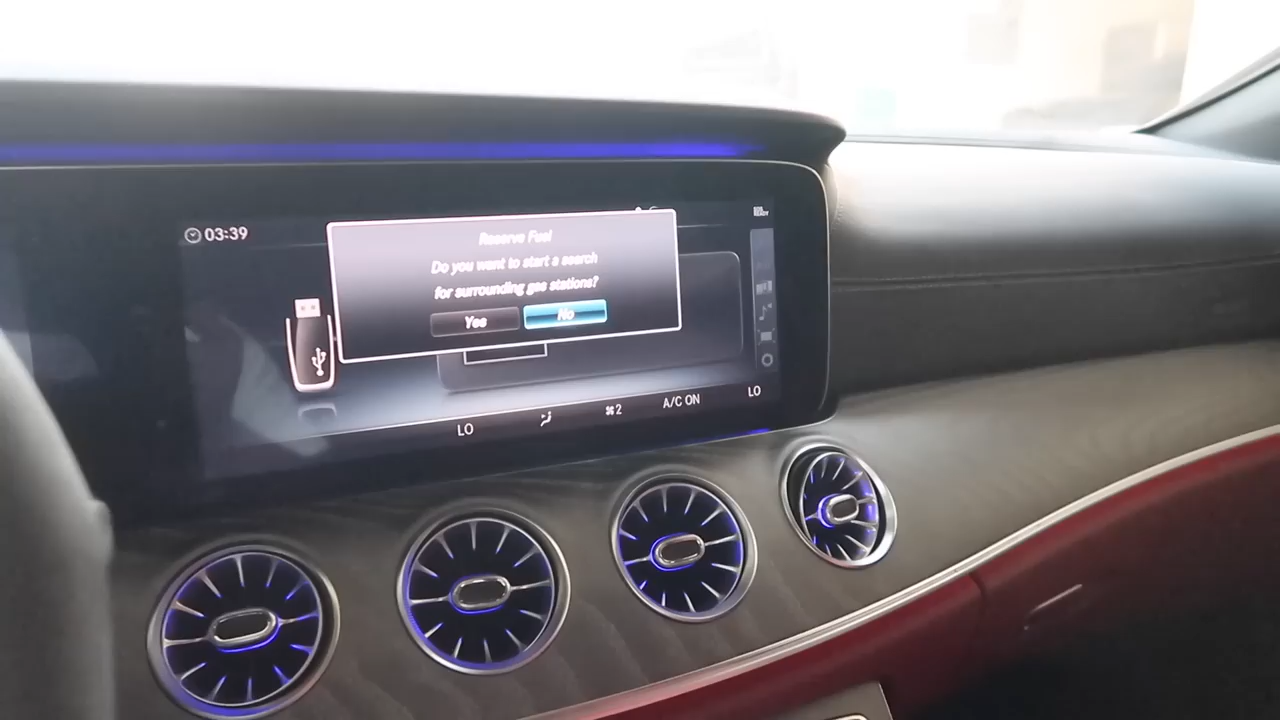 03:39
Reserve Fuel
Do you want to start a search
for surrounding gas stations?
Yes No
LO 2 A/C ON LO